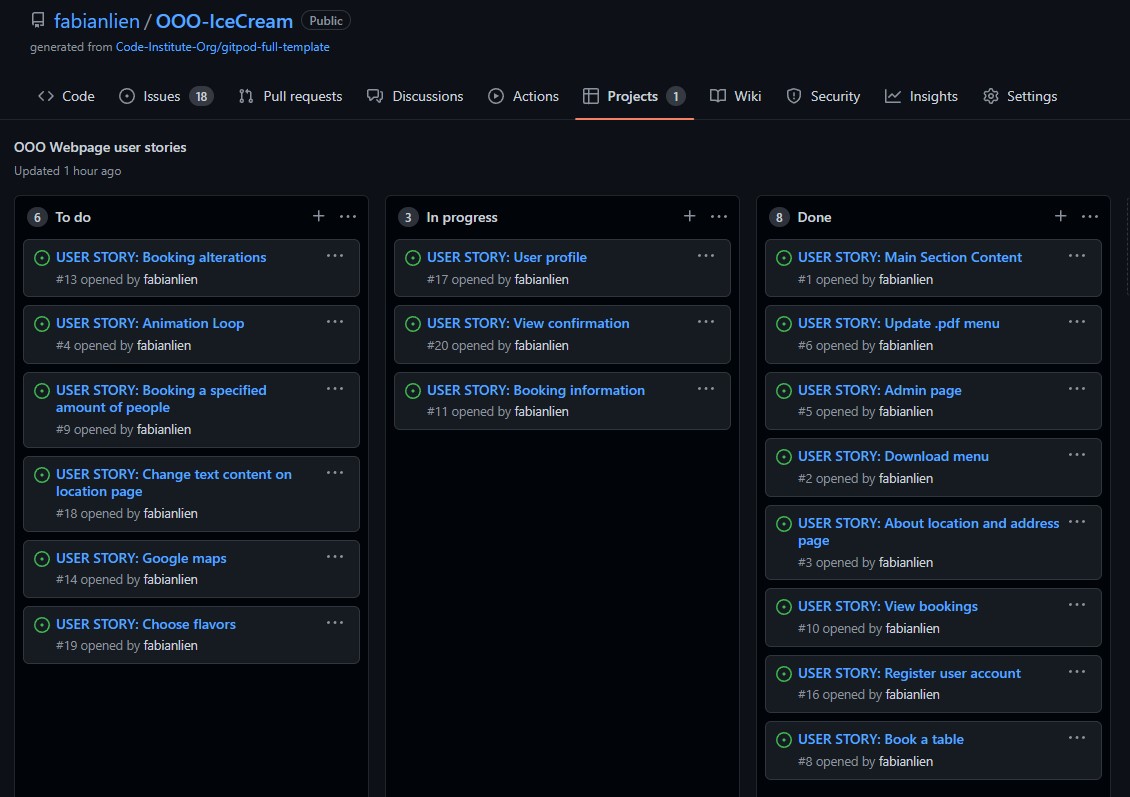 fabianlien / OOO-IceCream Public
generated from Code-Institute-Org/gitpod-full-template
Code Issues 18 Pull requests Discussions Actions Projects 1 Wiki Security Insights Settings
OOO Webpage user stories
Updated 1 hour ago
6 To do
USER STORY: Booking alterations
#13 opened by fabianlien
USER STORY: Animation Loop
#4 opened by fabianlien
USER STORY: Booking a specified
amount of people
#9 opened by fabianlien
USER STORY: Change text content on
location page
#18 opened by fabianlien
USER STORY: Google maps
#14 opened by fabianlien
USER STORY: Choose flavors
#19 opened by fabianlien
3 In progress
USER STORY: User profile
#17 opened by fabianlien
USER STORY: View confirmation
#20 opened by fabianlien
USER STORY: Booking information
#11 opened by fabianlien
8 Done
USER STORY: Main Section Content
#1 opened by fabianlien
USER STORY: Update .pdf menu
#6 opened by fabianlien
USER STORY: Admin page
#5 opened by fabianlien
USER STORY: Download menu
#2 opened by fabianlien
USER STORY: About location and address
page
#3 opened by fabianlien
USER STORY: View bookings
#10 opened by fabianlien
USER STORY: Register user account
#16 opened by fabianlien
USER STORY: Book a table
#8 opened by fabianlien